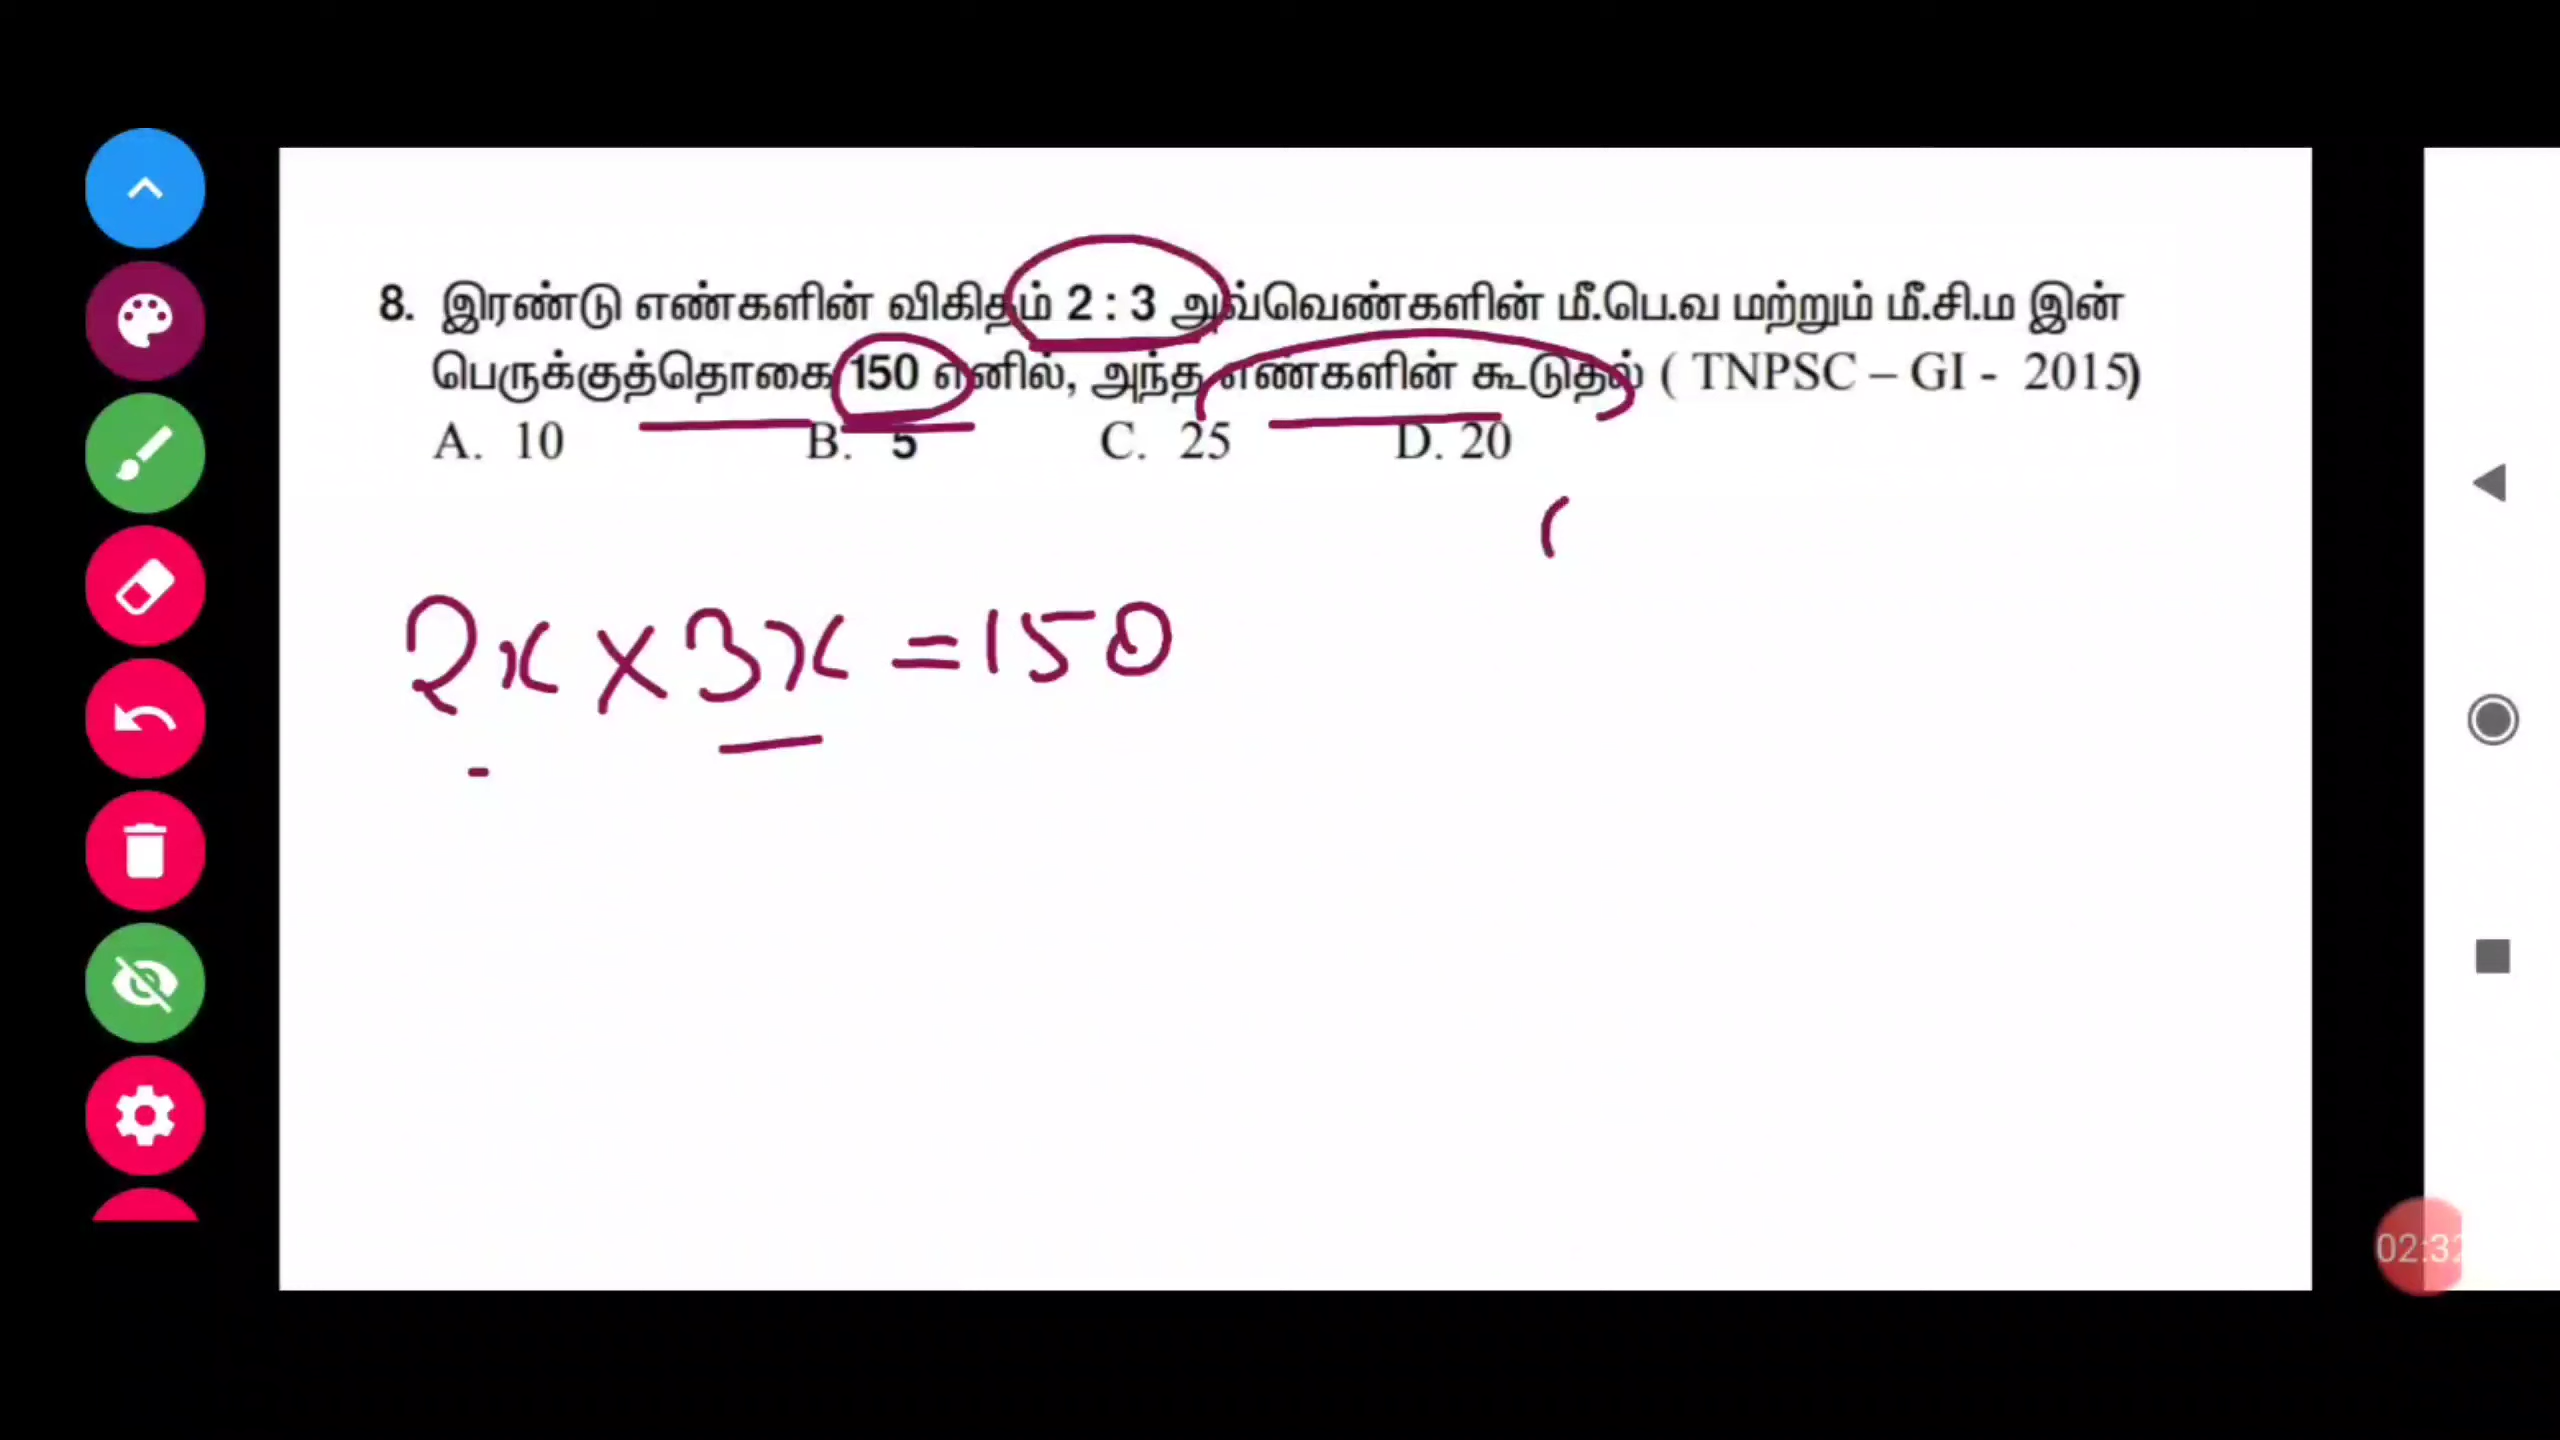 8. இரண்டு எண்களின் விகிதம் 2 : 3 அவ்வெண்களின் மீ.பெ.வ மற்றும் மீ.சி.ம இன்
பெருக்குத்தொகை 150 எனில், அந்த எண்களின் கூடுதல் ( TNPSC – GI - 2015)
A. 10 B. 5 C. 25 D. 20
2x × 3x = 150
02:32